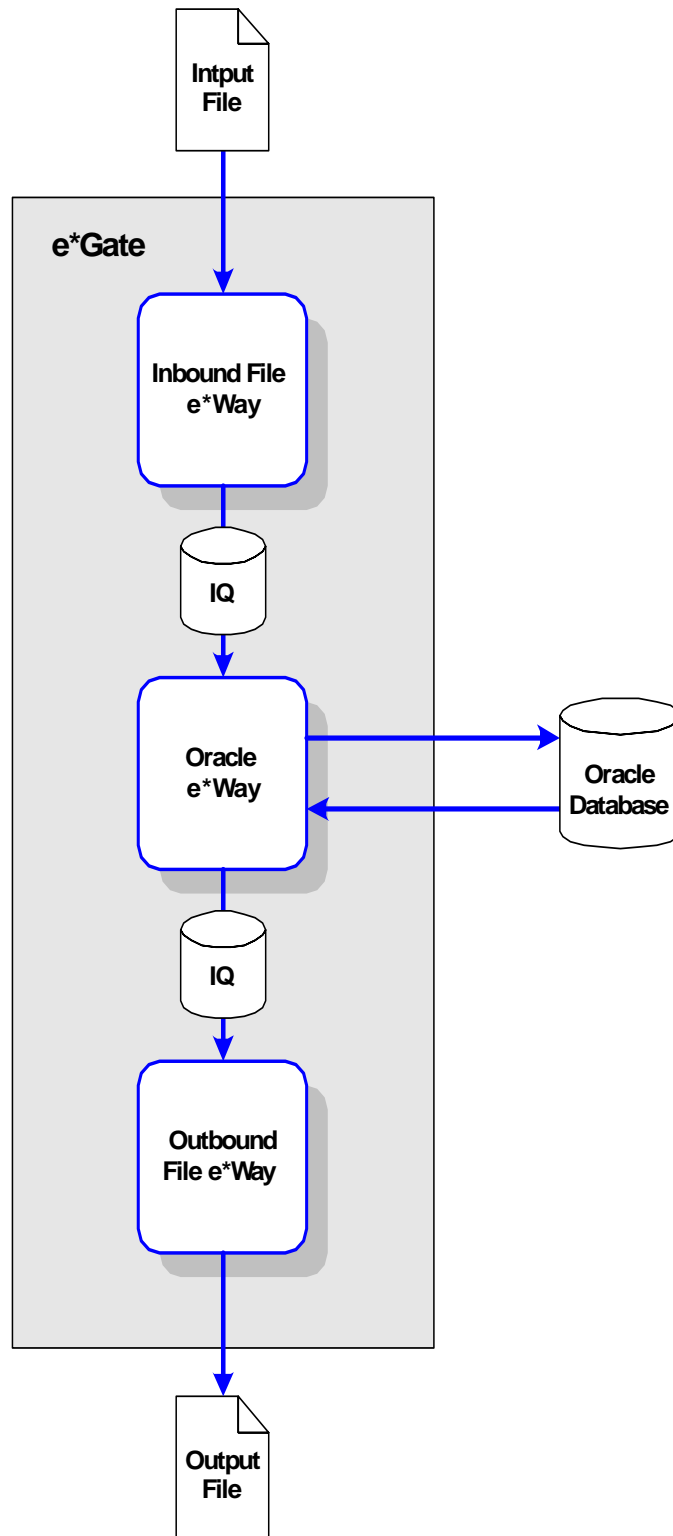 Intput
File
e*Gate
Inbound File
e*Way
IQ
Oracle
e*Way
Oracle
Database
IQ
Outbound
File e*Way
Output
File